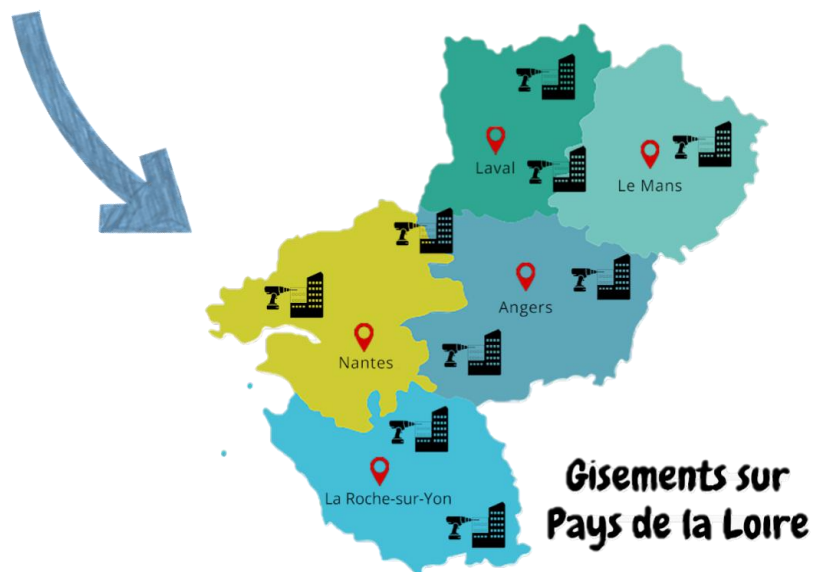 Laval
Le Mans
Angers
Nantes
La Roche-sur-Yon
Gisements sur
Pays de la Loire